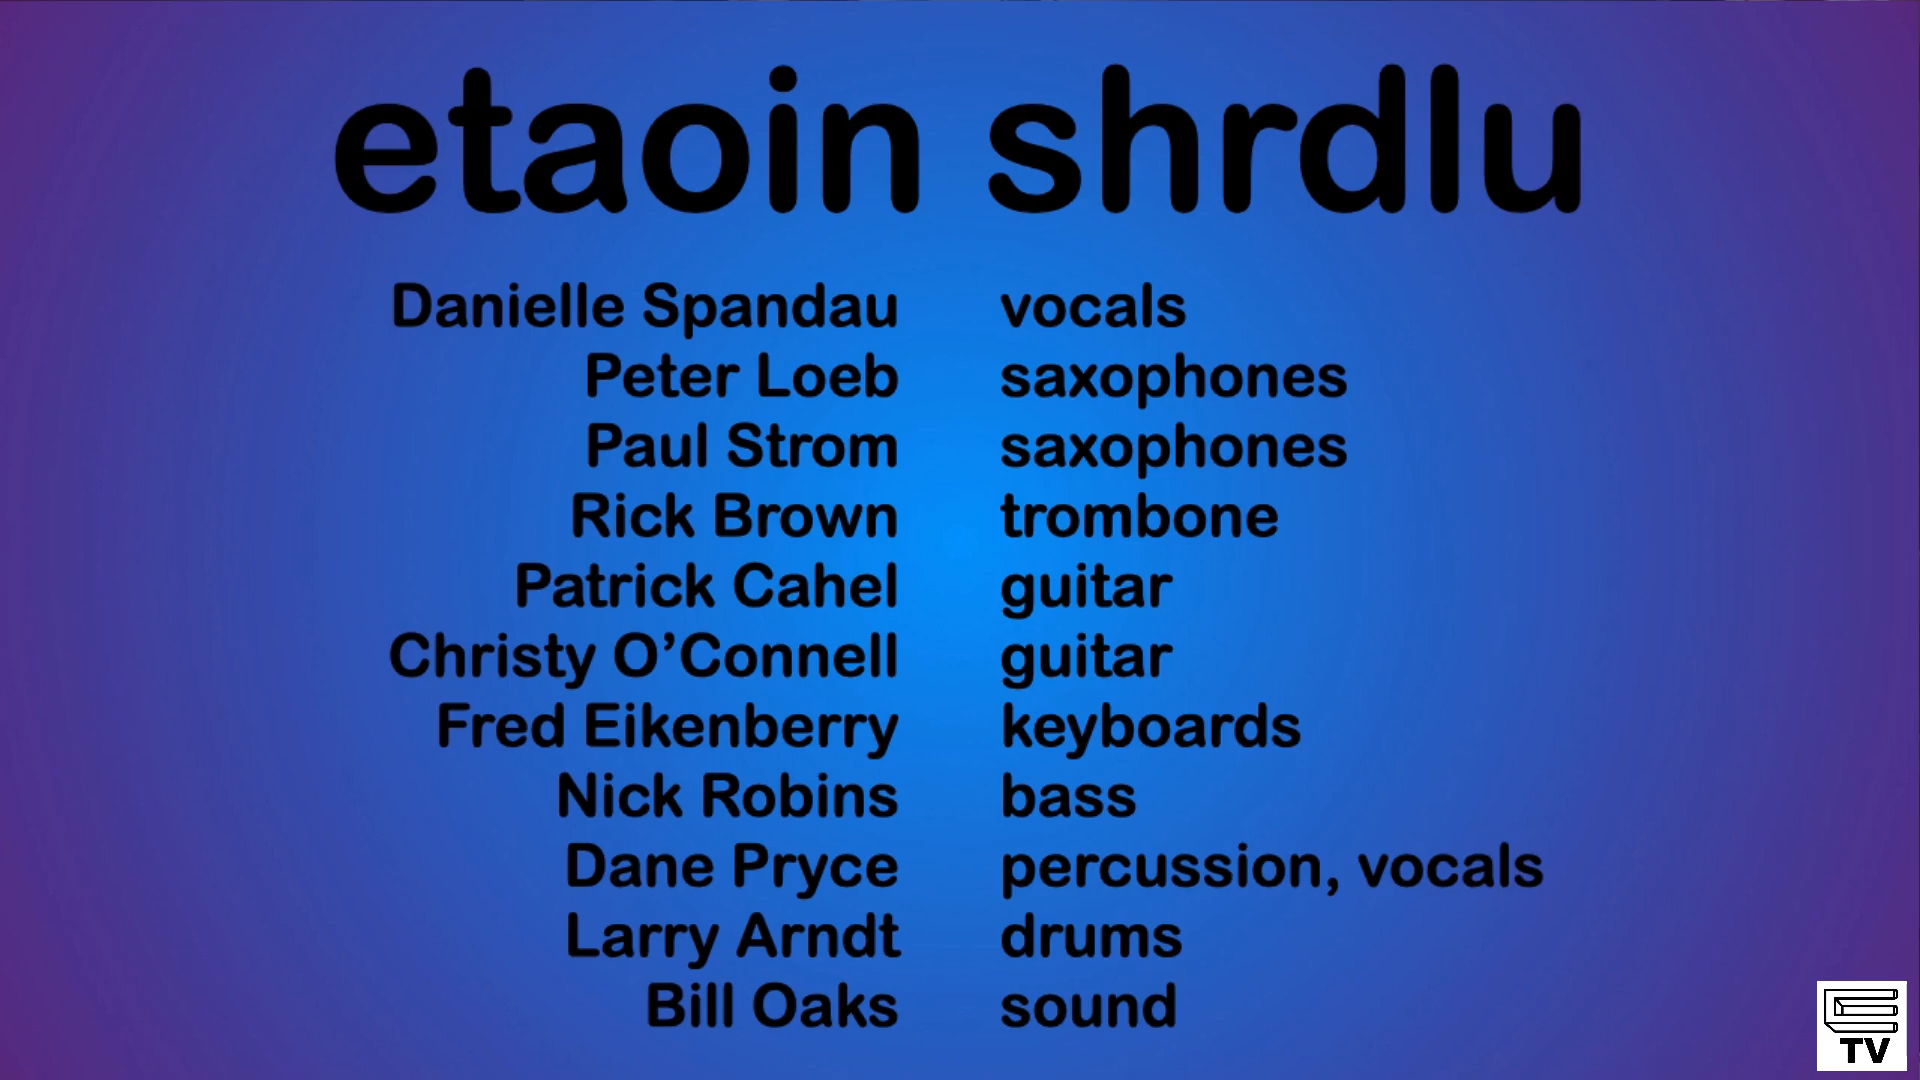 etaoin shrdlu
Danielle Spandau vocals
Peter Loeb saxophones
Paul Strom saxophones
Rick Brown trombone
Patrick Cahel guitar
Christy O’Connell guitar
Fred Eikenberry keyboards
Nick Robins bass
Dane Pryce percussion, vocals
Larry Arndt drums
Bill Oaks sound
E
TV